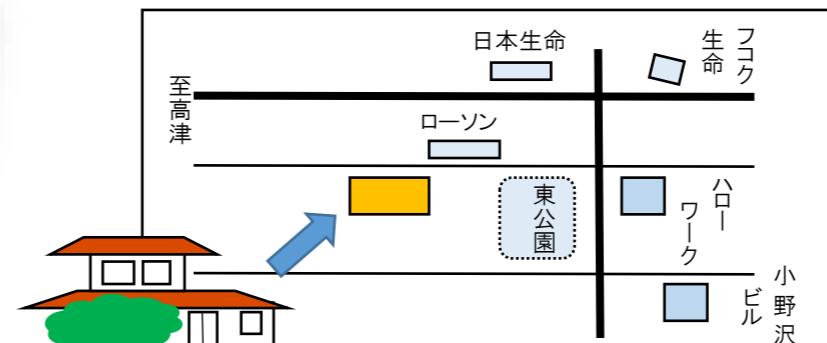 日本生命
フコク
生命
至高津
ローソン
東公園
ハロー
ワーク
小野沢
ビル